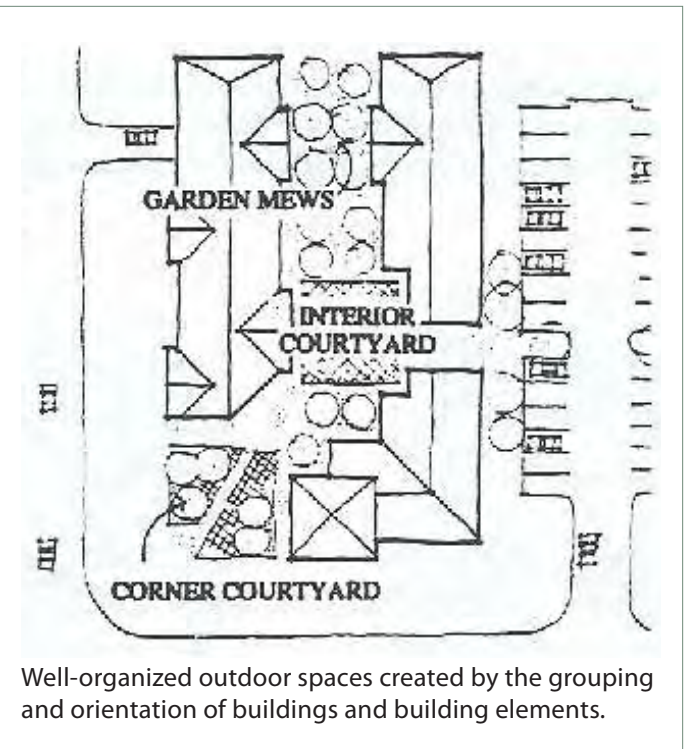 GARDEN MEWS
INTERIOR
COURTYARD
CORNER COURTYARD
Well-organized outdoor spaces created by the grouping
and orientation of buildings and building elements.